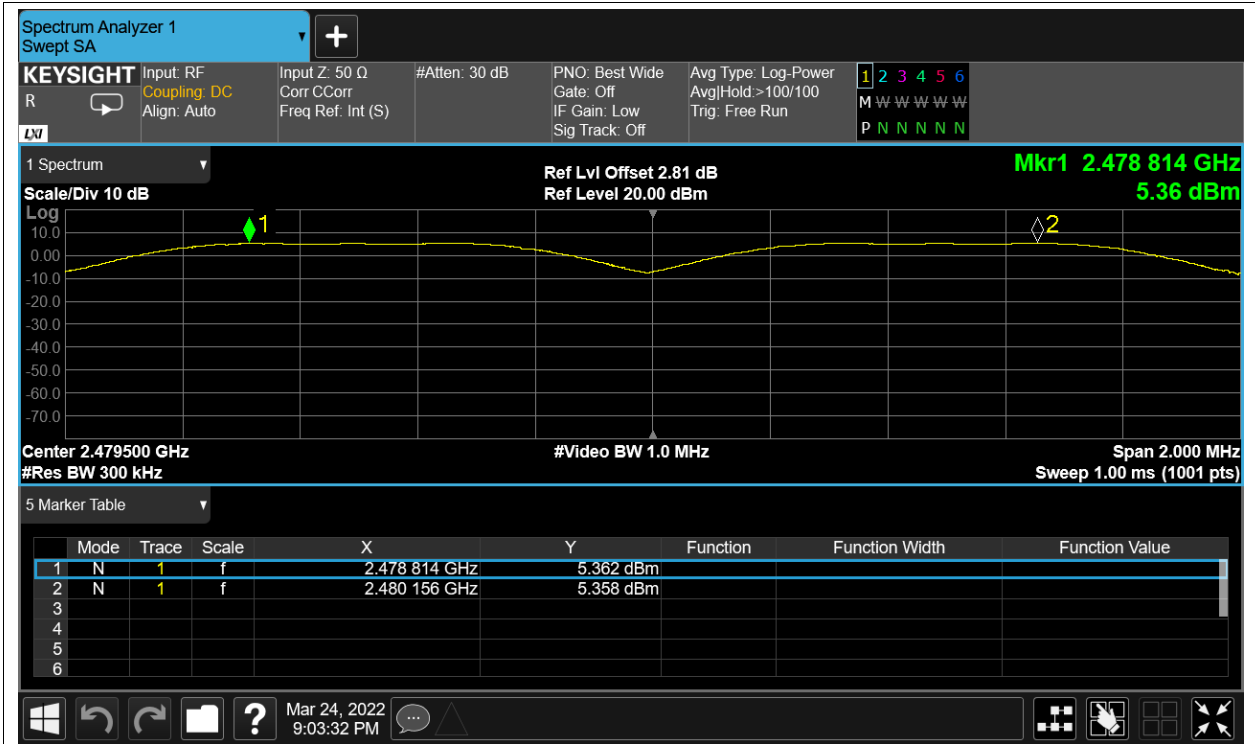 Spectrum Analyzer 1
Swept SA
KEYSIGHT
R
LXI
Input: RF
Coupling: DC
Align: Auto
Input Z: 50 Ω
Corr CCorr
Freq Ref: Int (S)
#Atten: 30 dB
PNO: Best Wide
Gate: Off
IF Gain: Low
Sig Track: Off
Avg Type: Log-Power
Avg|Hold:>100/100
Trig: Free Run
1 2 3 4 5 6
M W W W W W
P N N N N N
1 Spectrum
Scale/Div 10 dB
Ref Lvl Offset 2.81 dB
Ref Level 20.00 dBm
Mkr1 2.478 814 GHz
5.36 dBm
Log
10.0
0.00
-10.0
-20.0
-30.0
-40.0
-50.0
-60.0
-70.0
1
2
Center 2.479500 GHz
#Res BW 300 kHz
#Video BW 1.0 MHz
Span 2.000 MHz
Sweep 1.00 ms (1001 pts)
5 Marker Table
Mode Trace Scale X Y Function Function Width Function Value
1 N 1 f 2.478 814 GHz 5.362 dBm
2 N 1 f 2.480 156 GHz 5.358 dBm
3
4
5
6
?
Mar 24, 2022
9:03:32 PM